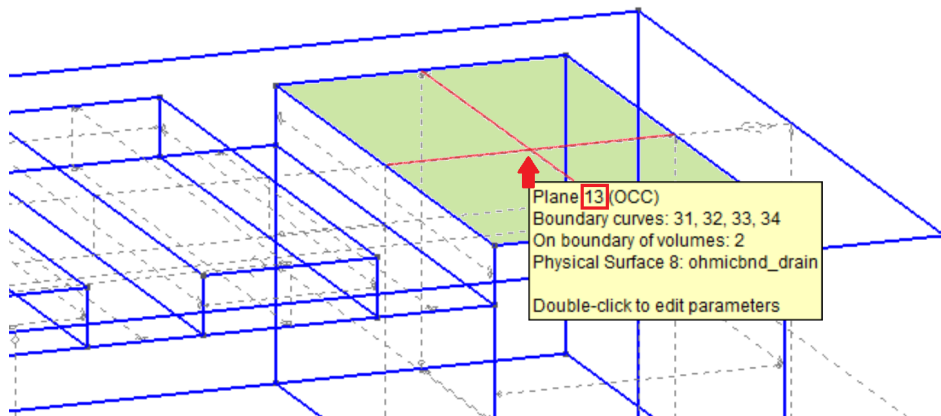 Plane 13 (OCC)
Boundary curves: 31, 32, 33, 34
On boundary of volumes: 2
Physical Surface 8: ohmicbnd_drain
Double-click to edit parameters